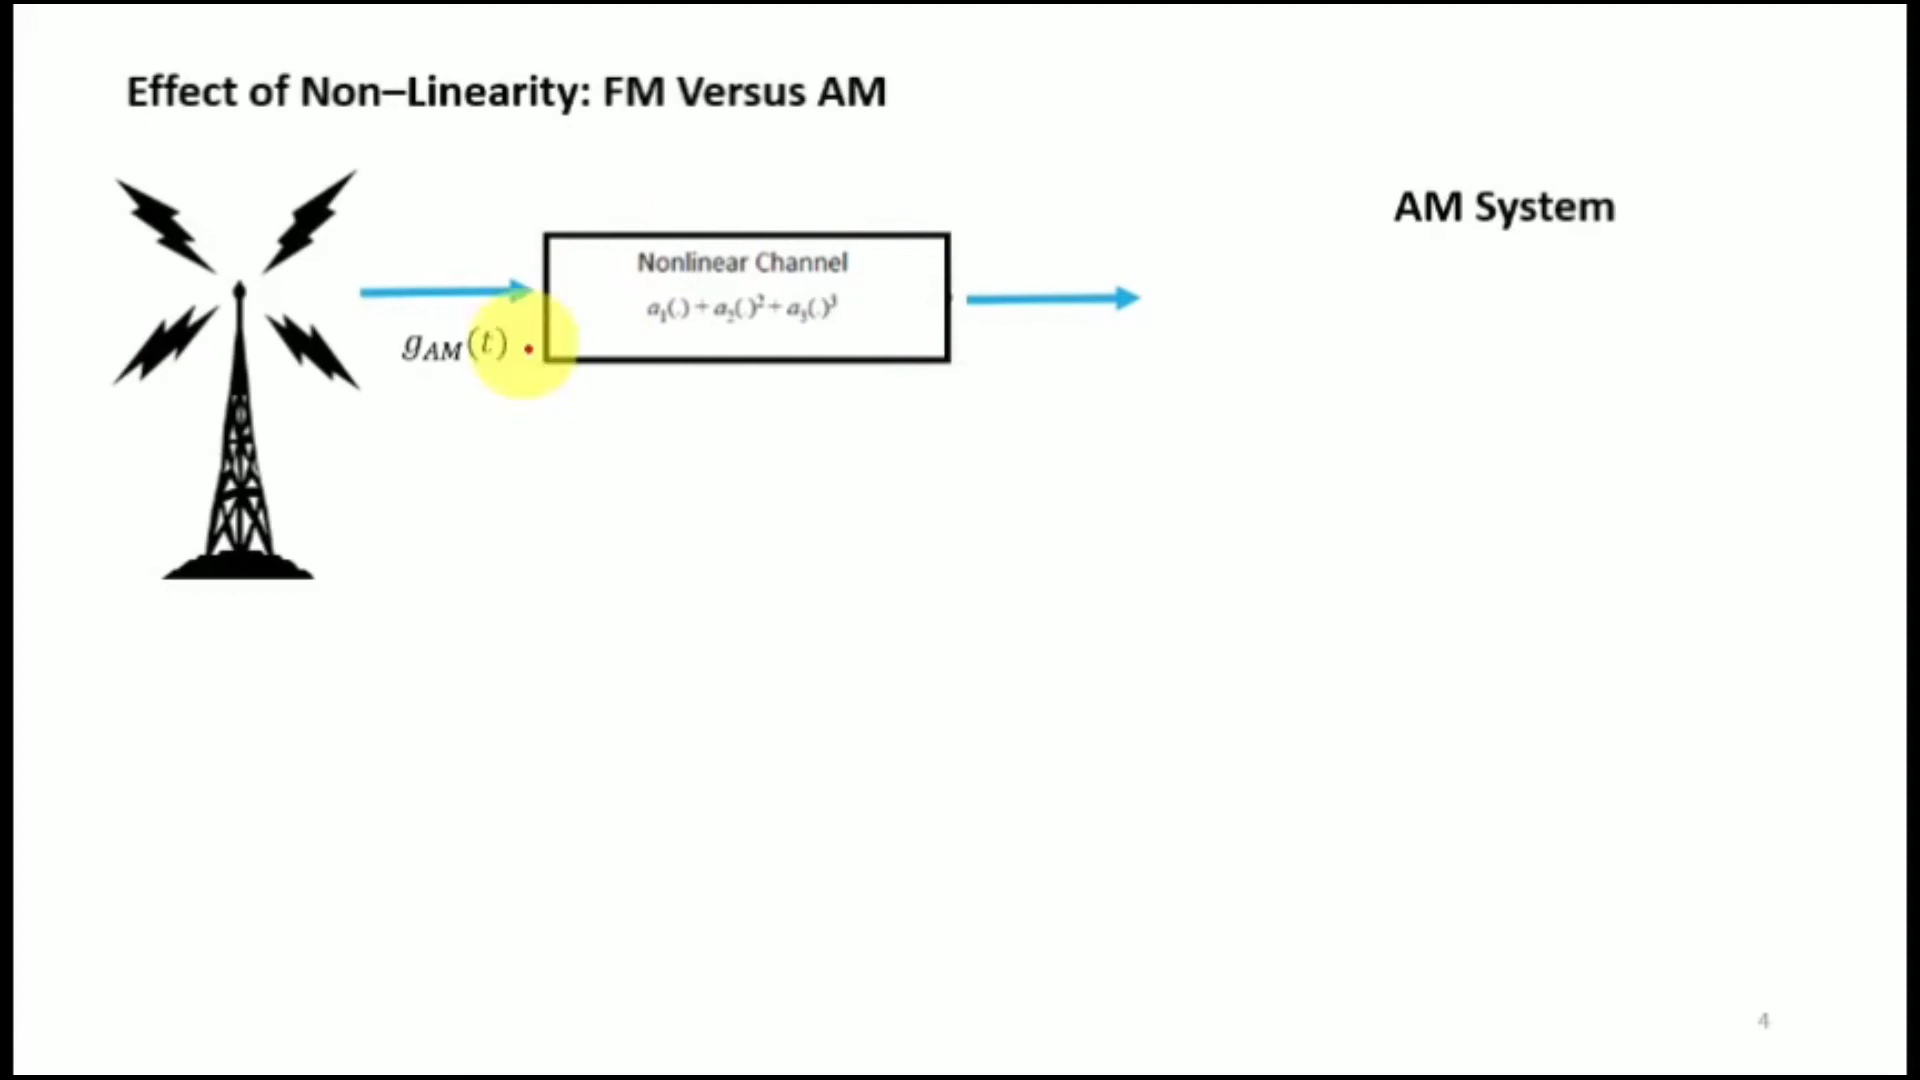 Effect of Non–Linearity: FM Versus AM
AM System
Nonlinear Channel
a₁(.) + a₂(.)² + a₃(.)³
g_AM(t)
4